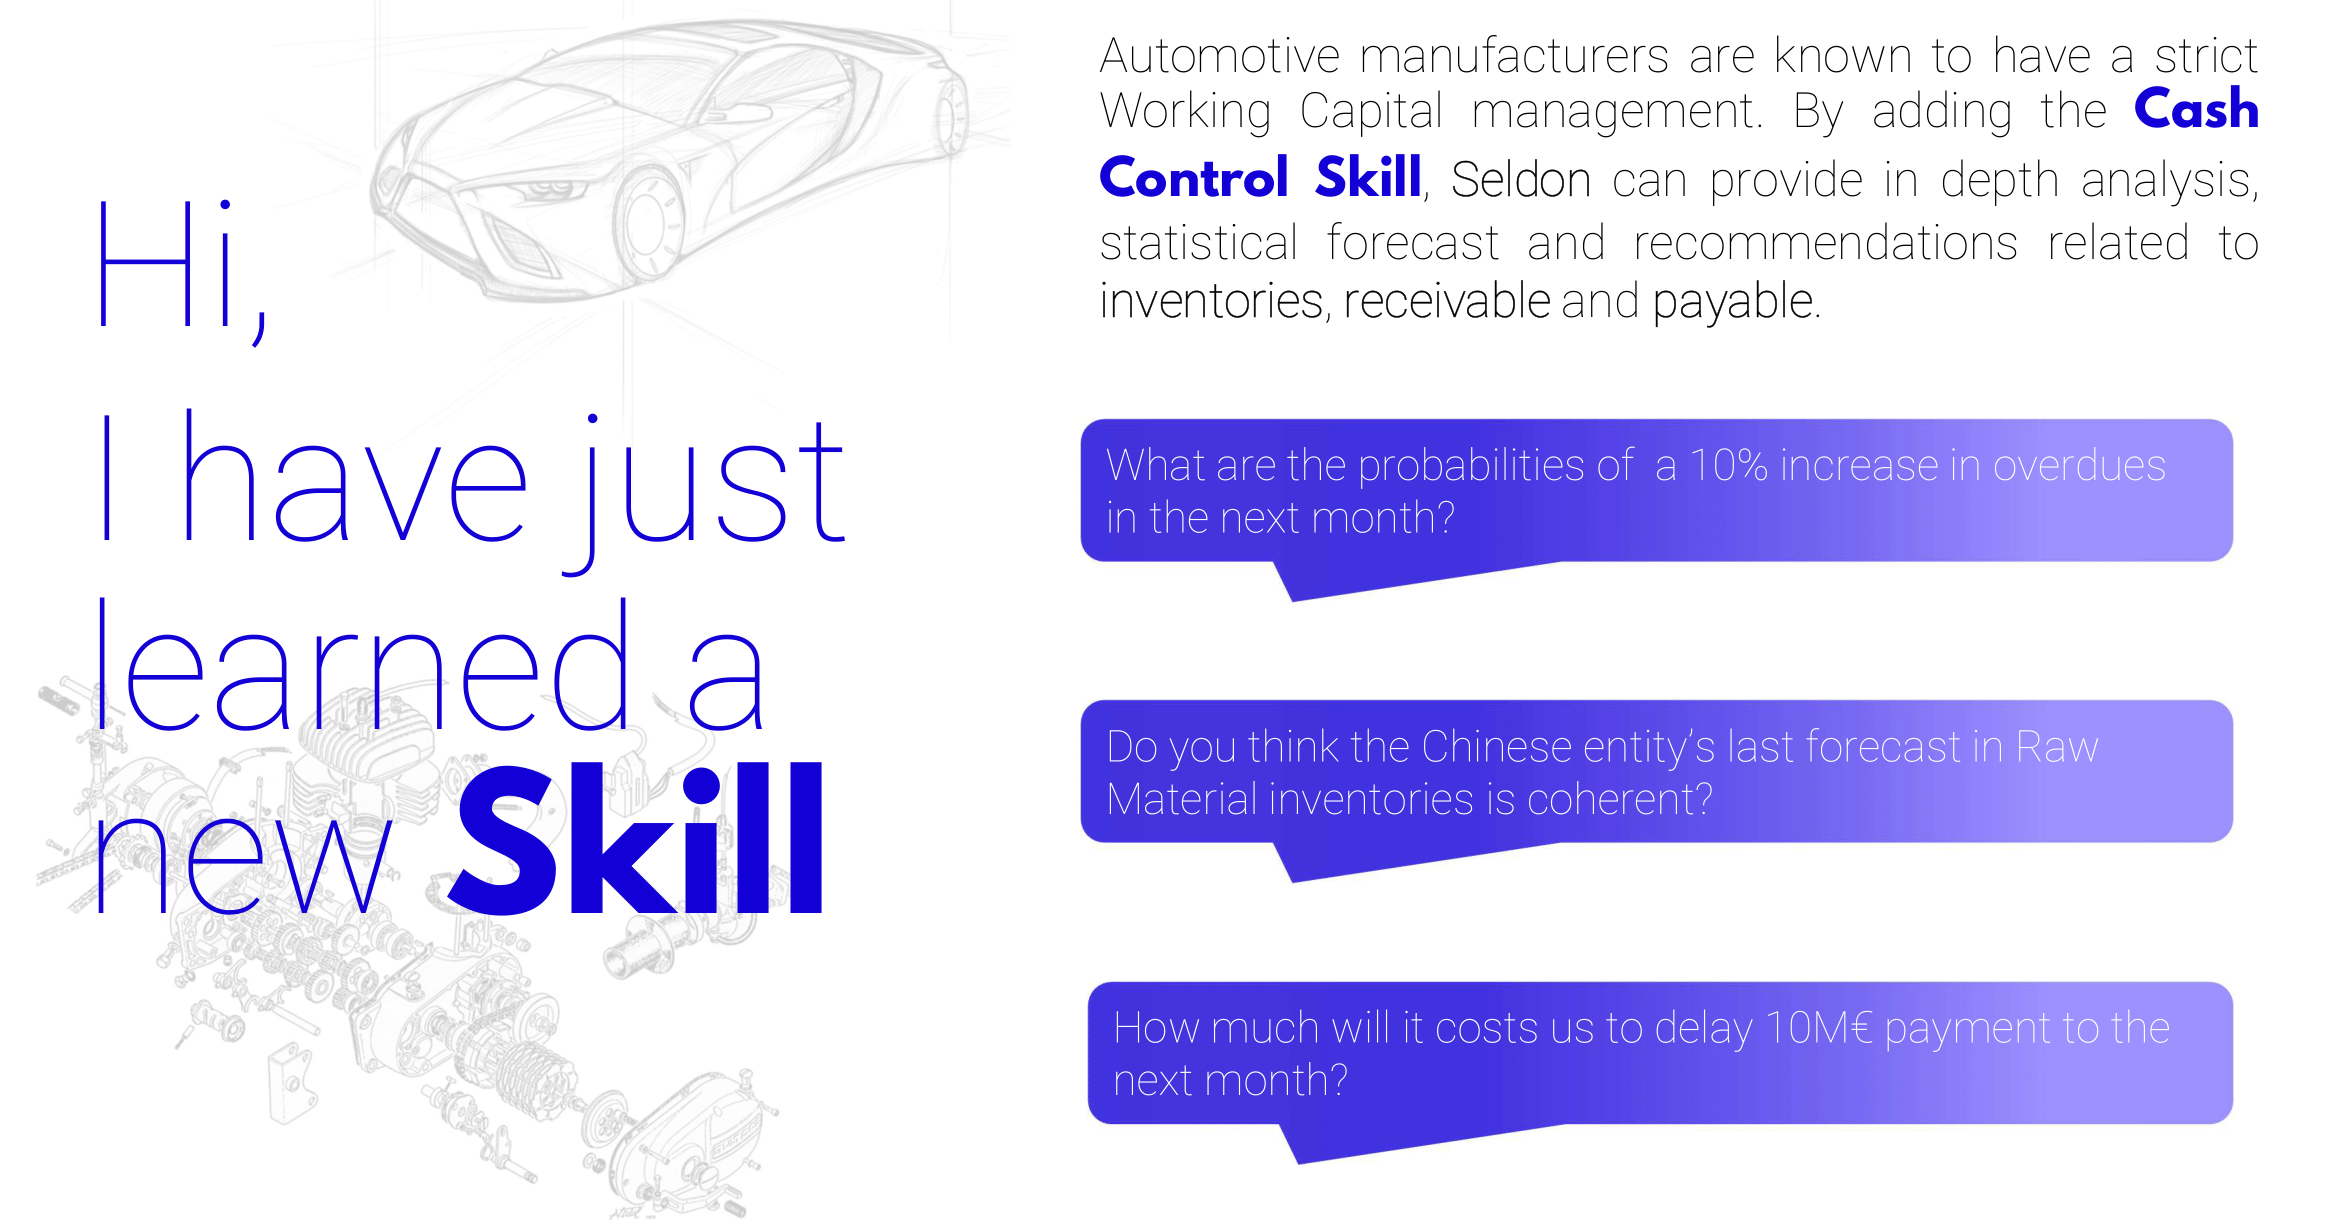 Hi,
I have just
learned a
new Skill
Automotive manufacturers are known to have a strict
Working Capital management. By adding the Cash
Control Skill, Seldon can provide in depth analysis,
statistical forecast and recommendations related to
inventories, receivable and payable.
What are the probabilities of a 10% increase in overdues
in the next month?
Do you think the Chinese entity’s last forecast in Raw
Material inventories is coherent?
How much will it costs us to delay 10M€ payment to the
next month?